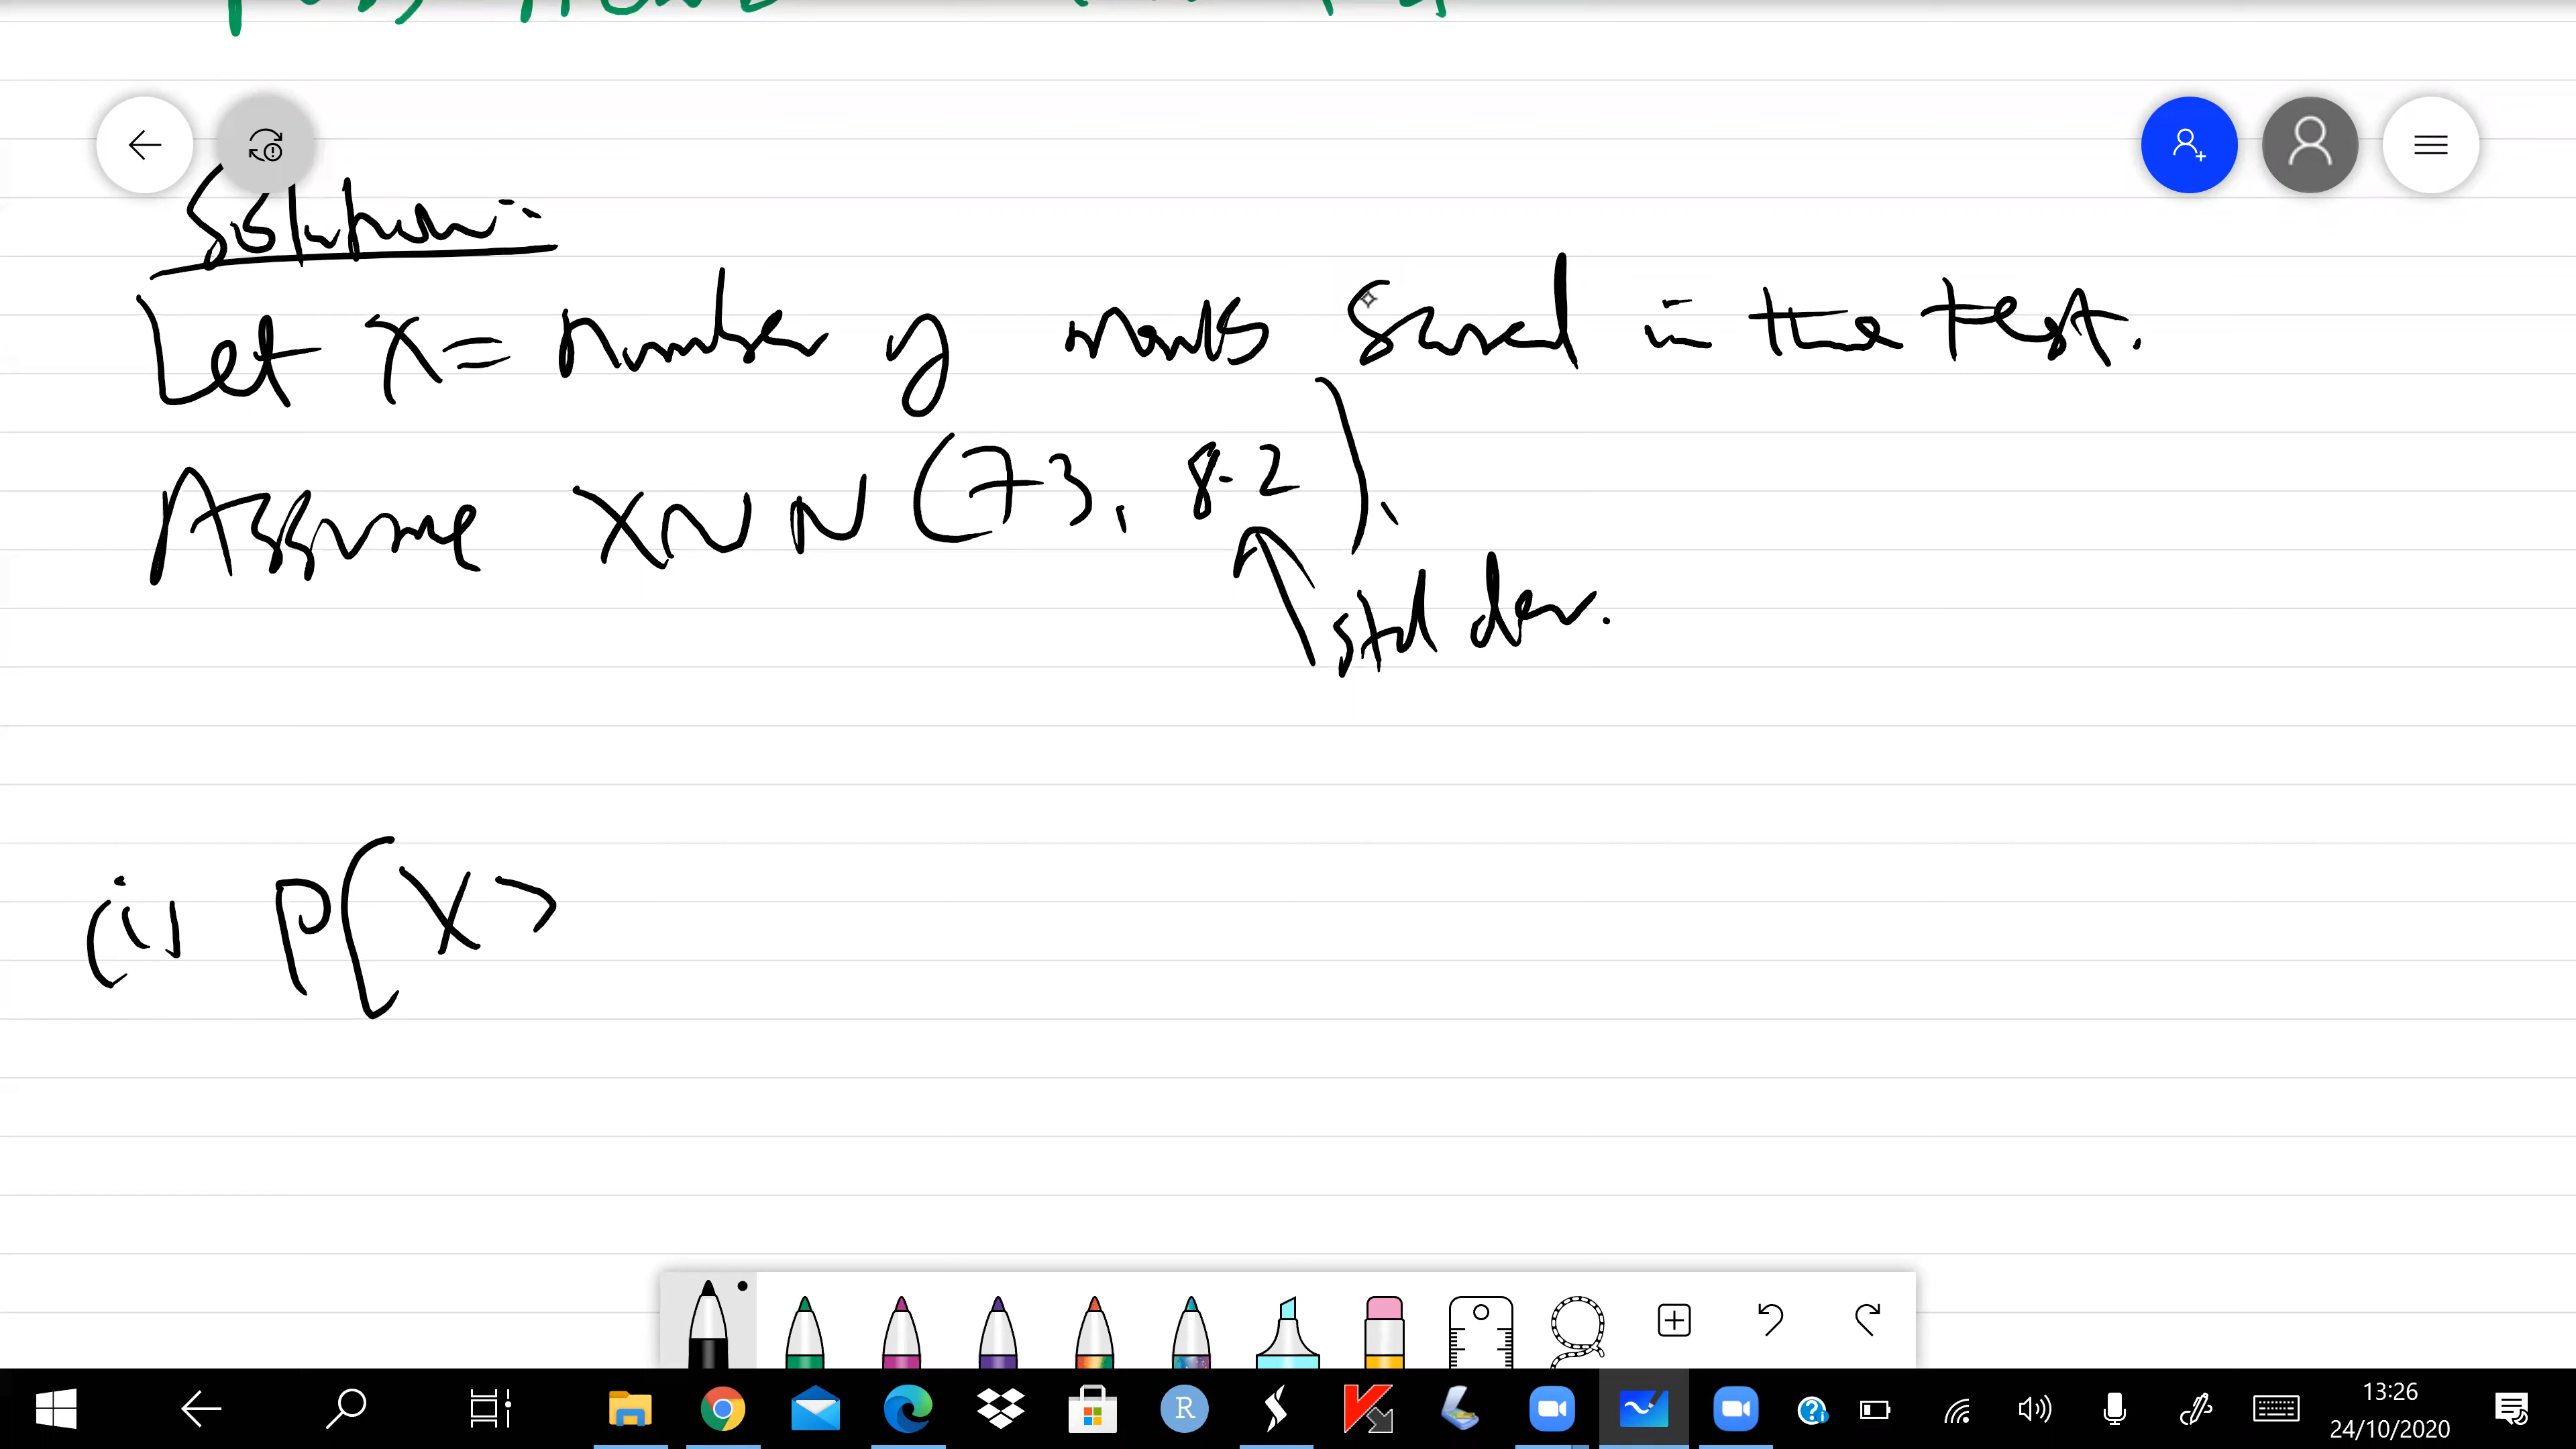 Solution:-
Let X = number of marks scored in the test.
Assume X ~ N (73, 8.2).
std dev.
(i) P(X >
R
13:26
24/10/2020